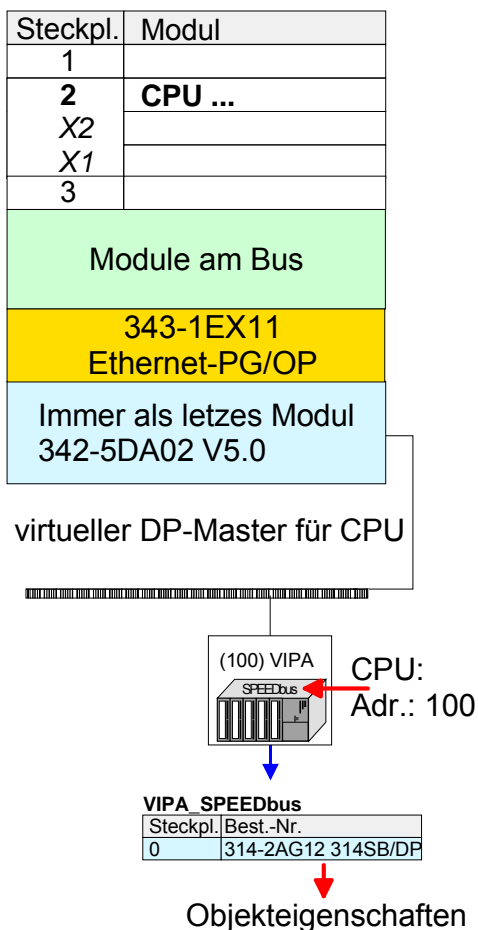 Steckpl. Modul
1
2 CPU ...
X2
X1
3
Module am Bus
343-1EX11
Ethernet-PG/OP
Immer als letzes Modul
342-5DA02 V5.0
virtueller DP-Master für CPU
(100) VIPA
SPEEDbus
CPU:
Adr.: 100
VIPA_SPEEDbus
Steckpl. Best.-Nr.
0 314-2AG12 314SB/DP
Objekteigenschaften